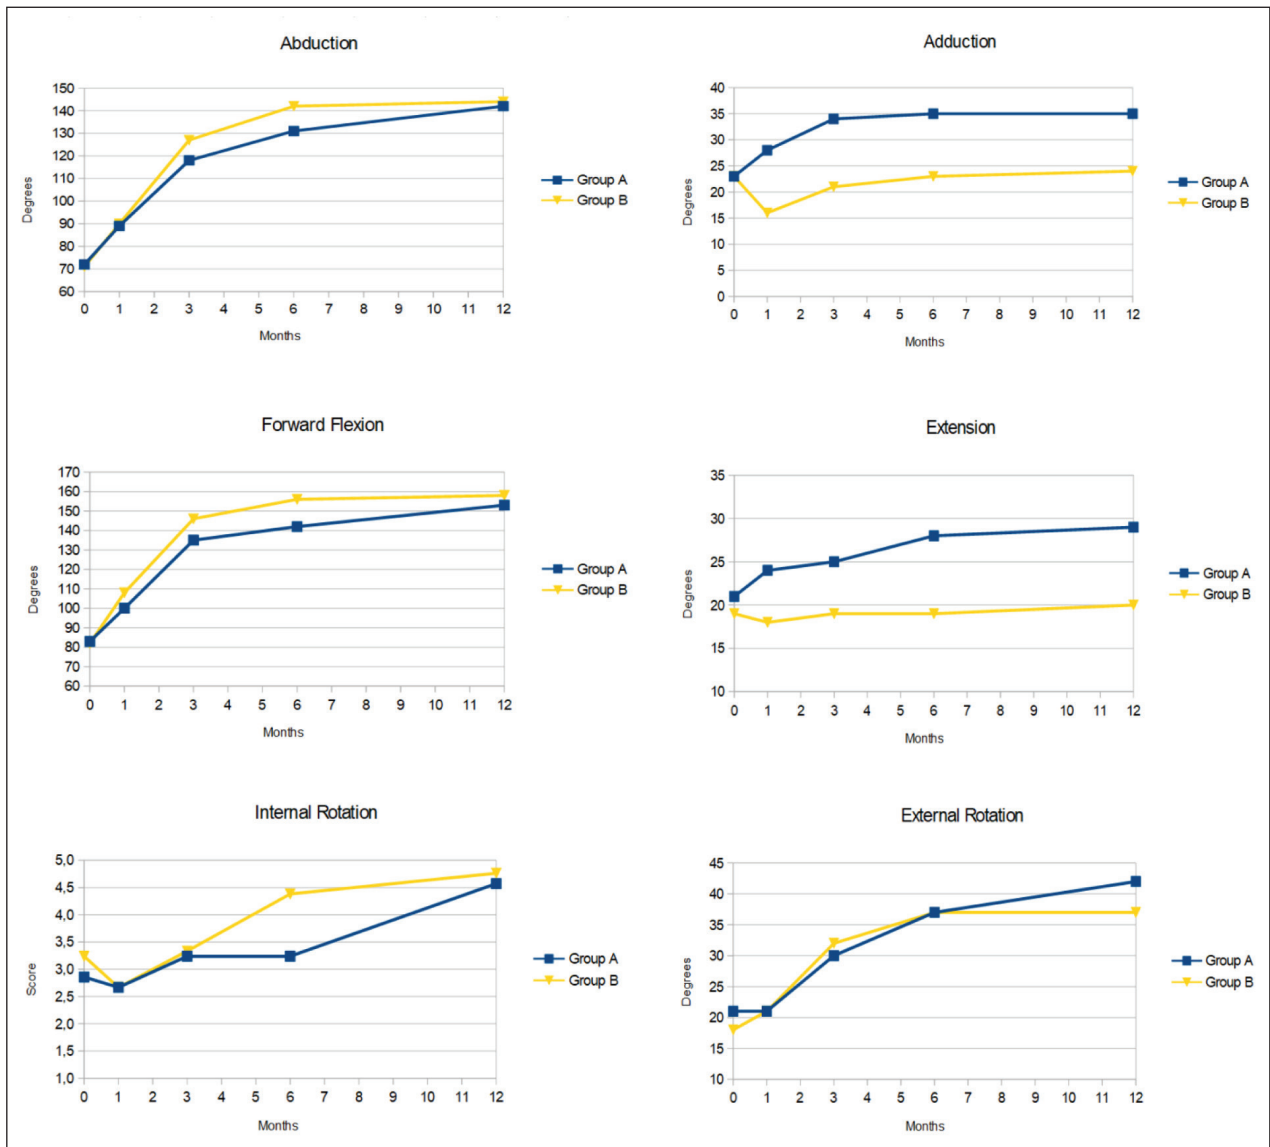 Abduction
150
140
130
120
110
100
90
80
70
60
Degrees
0 1 2 3 4 5 6 7 8 9 10 11 12
Months
Group A
Group B
Adduction
40
35
30
25
20
15
10
5
0
Degrees
0 1 2 3 4 5 6 7 8 9 10 11 12
Months
Group A
Group B
Forward Flexion
170
160
150
140
130
120
110
100
90
80
70
60
Degrees
0 1 2 3 4 5 6 7 8 9 10 11 12
Months
Group A
Group B
Extension
35
30
25
20
15
10
Degrees
0 1 2 3 4 5 6 7 8 9 10 11 12
Months
Group A
Group B
Internal Rotation
5,0
4,5
4,0
3,5
3,0
2,5
2,0
1,5
1,0
Score
0 1 2 3 4 5 6 7 8 9 10 11 12
Months
Group A
Group B
External Rotation
45
40
35
30
25
20
15
10
Degrees
0 1 2 3 4 5 6 7 8 9 10 11 12
Months
Group A
Group B